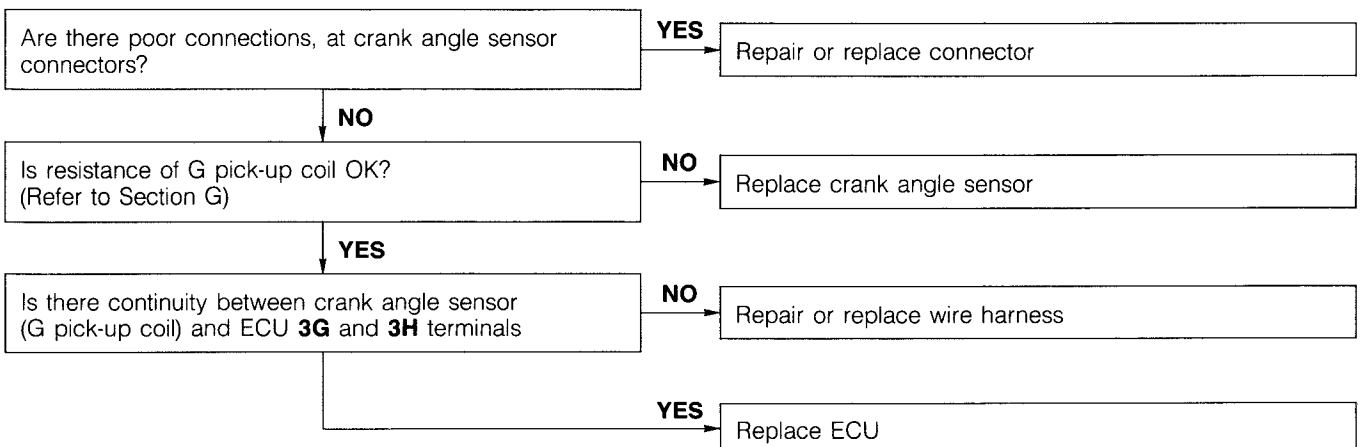 Are there poor connections, at crank angle sensor
connectors?
YES
Repair or replace connector
NO
Is resistance of G pick-up coil OK?
(Refer to Section G)
NO
Replace crank angle sensor
YES
Is there continuity between crank angle sensor
(G pick-up coil) and ECU 3G and 3H terminals
NO
Repair or replace wire harness
YES
Replace ECU